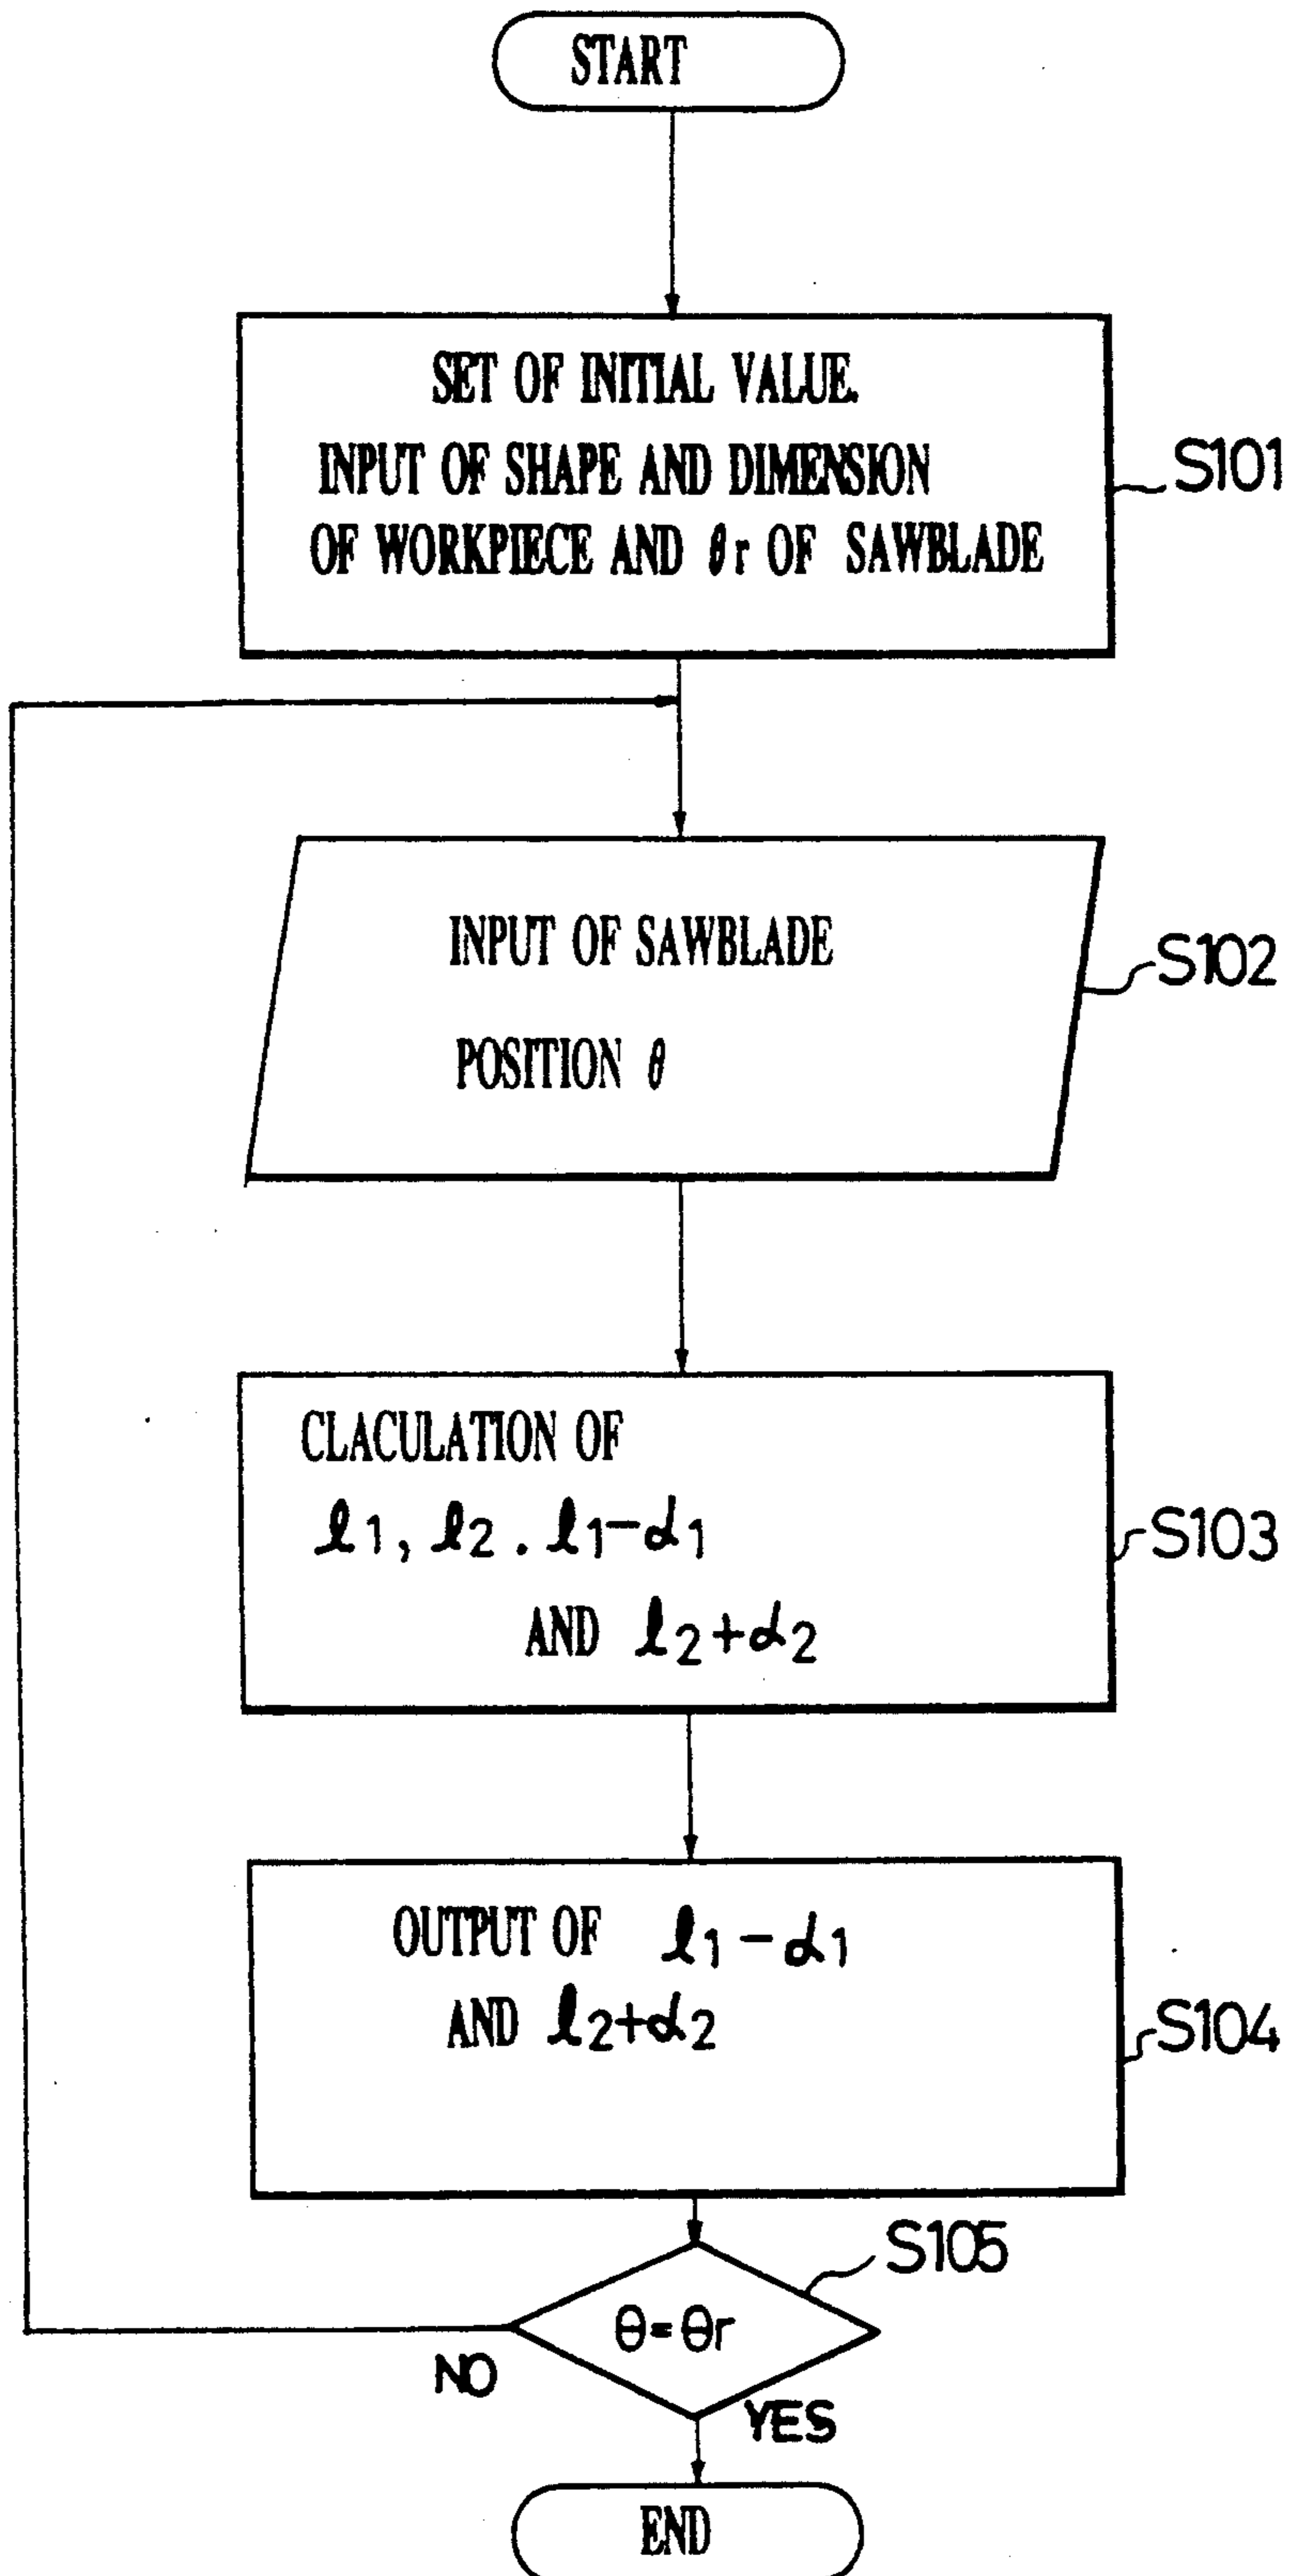 START
SET OF INITIAL VALUE.
INPUT OF SHAPE AND DIMENSION
OF WORKPIECE AND θr OF SAWBLADE
S101
INPUT OF SAWBLADE
POSITION θ
S102
CLACULATION OF
ℓ1, ℓ2. ℓ1-α1
AND ℓ2+α2
S103
OUTPUT OF ℓ1-α1
AND ℓ2+α2
S104
S105
θ=θr
NO
YES
END